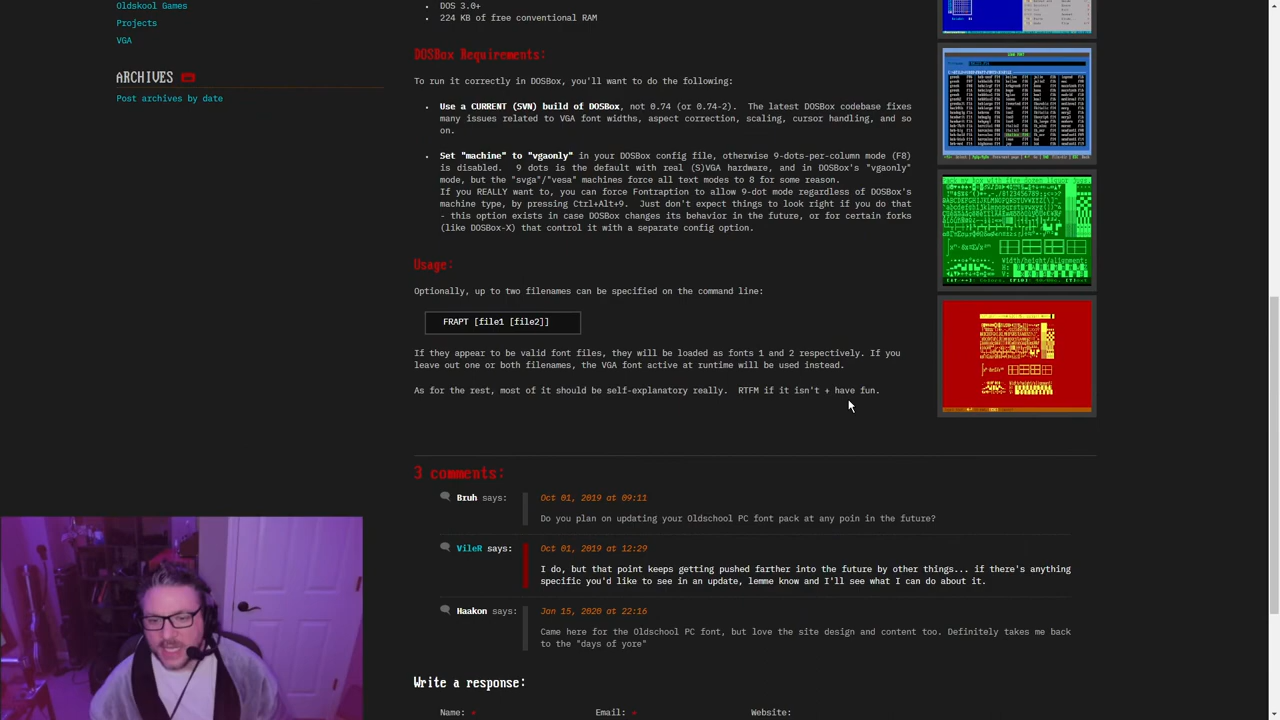 Oldskool Games
Projects
VGA
ARCHIVES
Post archives by date
DOS 3.0+
224 KB of free conventional RAM
DOSBox Requirements:
To run it correctly in DOSBox, you'll want to do the following:
Use a CURRENT (SVN) build of DOSBox, not 0.74 (or 0.74-2). The latest DOSBox codebase fixes
many issues related to VGA font widths, aspect correction, scaling, cursor handling, and so
on.
Set "machine" to "vgaonly" in your DOSBox config file, otherwise 9-dots-per-column mode (F8)
is disabled. 9 dots is the default with real (S)VGA hardware, and in DOSBox's "vgaonly"
mode, but the "svga"/"vesa" machines force all text modes to 8 for some reason.
If you REALLY want to, you can force Fontraption to allow 9-dot mode regardless of DOSBox's
machine type, by pressing Ctrl+Alt+9. Just don't expect things to look right if you do that
- this option exists in case DOSBox changes its behavior in the future, or for certain forks
(like DOSBox-X) that control it with a separate config option.
Usage:
Optionally, up to two filenames can be specified on the command line:
FRAPT [file1 [file2]]
If they appear to be valid font files, they will be loaded as fonts 1 and 2 respectively. If you
leave out one or both filenames, the VGA font active at runtime will be used instead.
As for the rest, most of it should be self-explanatory really. RTFM if it isn't + have fun.
3 comments:
Bruh says: Oct 01, 2019 at 09:11
Do you plan on updating your Oldschool PC font pack at any poin in the future?
VileR says: Oct 01, 2019 at 12:29
I do, but that point keeps getting pushed farther into the future by other things... if there's anything
specific you'd like to see in an update, lemme know and I'll see what I can do about it.
Haakon says: Jan 15, 2020 at 22:16
Came here for the Oldschool PC font, but love the site design and content too. Definitely takes me back
to the "days of yore"
Write a response:
Name: * Email: * Website: